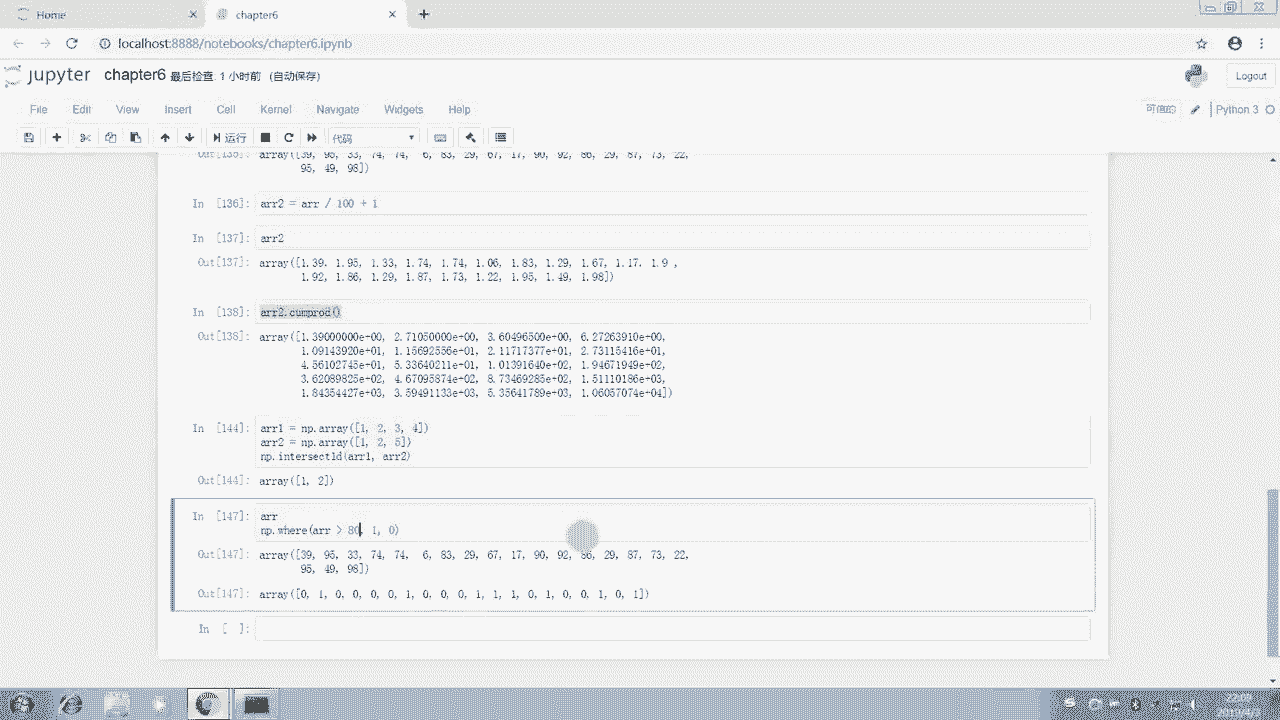 Home
chapter6
localhost:8888/notebooks/chapter6.ipynb
jupyter chapter6 最后检查: 1 小时前 (自动保存)
Logout
File Edit View Insert Cell Kernel Navigate Widgets Help
可信的 Python 3
运行 代码
Out[135]: array([39, 95, 33, 74, 74, 6, 83, 29, 67, 17, 90, 92, 86, 29, 87, 73, 22,
95, 49, 98])
In [136]: arr2 = arr / 100 + 1
In [137]: arr2
Out[137]: array([1.39, 1.95, 1.33, 1.74, 1.74, 1.06, 1.83, 1.29, 1.67, 1.17, 1.9 ,
1.92, 1.86, 1.29, 1.87, 1.73, 1.22, 1.95, 1.49, 1.98])
In [138]: arr2.cumprod()
Out[138]: array([1.39000000e+00, 2.71050000e+00, 3.60496500e+00, 6.27263910e+00,
1.09143920e+01, 1.15692556e+01, 2.11717377e+01, 2.73115416e+01,
4.56102745e+01, 5.33640211e+01, 1.01391640e+02, 1.94671949e+02,
3.62089825e+02, 4.67095874e+02, 8.73469285e+02, 1.51110186e+03,
1.84354427e+03, 3.59491133e+03, 5.35641789e+03, 1.06057074e+04])
In [144]: arr1 = np.array([1, 2, 3, 4])
arr2 = np.array([1, 2, 5])
np.intersect1d(arr1, arr2)
Out[144]: array([1, 2])
In [147]: arr
np.where(arr > 80, 1, 0)
Out[147]: array([39, 95, 33, 74, 74, 6, 83, 29, 67, 17, 90, 92, 86, 29, 87, 73, 22,
95, 49, 98])
Out[147]: array([0, 1, 0, 0, 0, 0, 1, 0, 0, 0, 1, 1, 1, 0, 1, 0, 0, 1, 0, 1])
In [ ]: